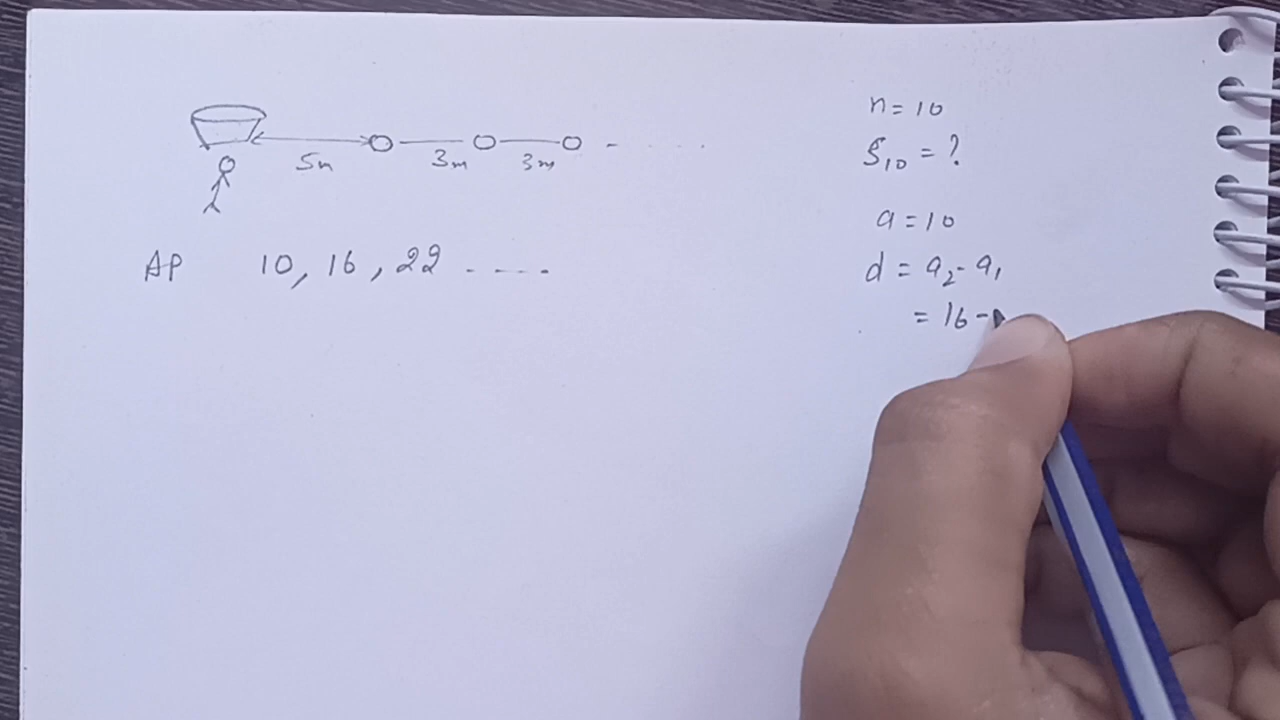 5m 3m 3m - . . . .
AP 10, 16, 22 - - - - -
n = 10
S₁₀ = ?
a = 10
d = a₂ - a₁
= 16 -